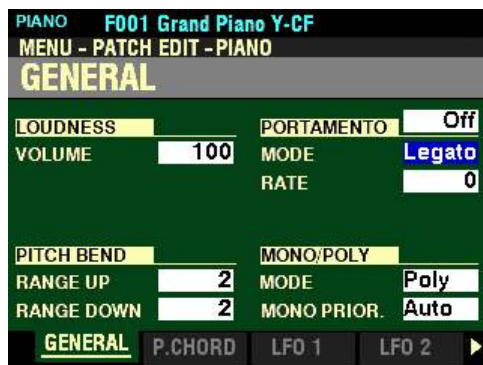 PIANO F001 Grand Piano Y-CF
MENU - PATCH EDIT - PIANO
GENERAL
LOUDNESS
VOLUME 100
PORTAMENTO Off
MODE Legato
RATE 0
PITCH BEND
RANGE UP 2
RANGE DOWN 2
MONO/POLY
MODE Poly
MONO PRIOR. Auto
GENERAL P.CHORD LFO 1 LFO 2